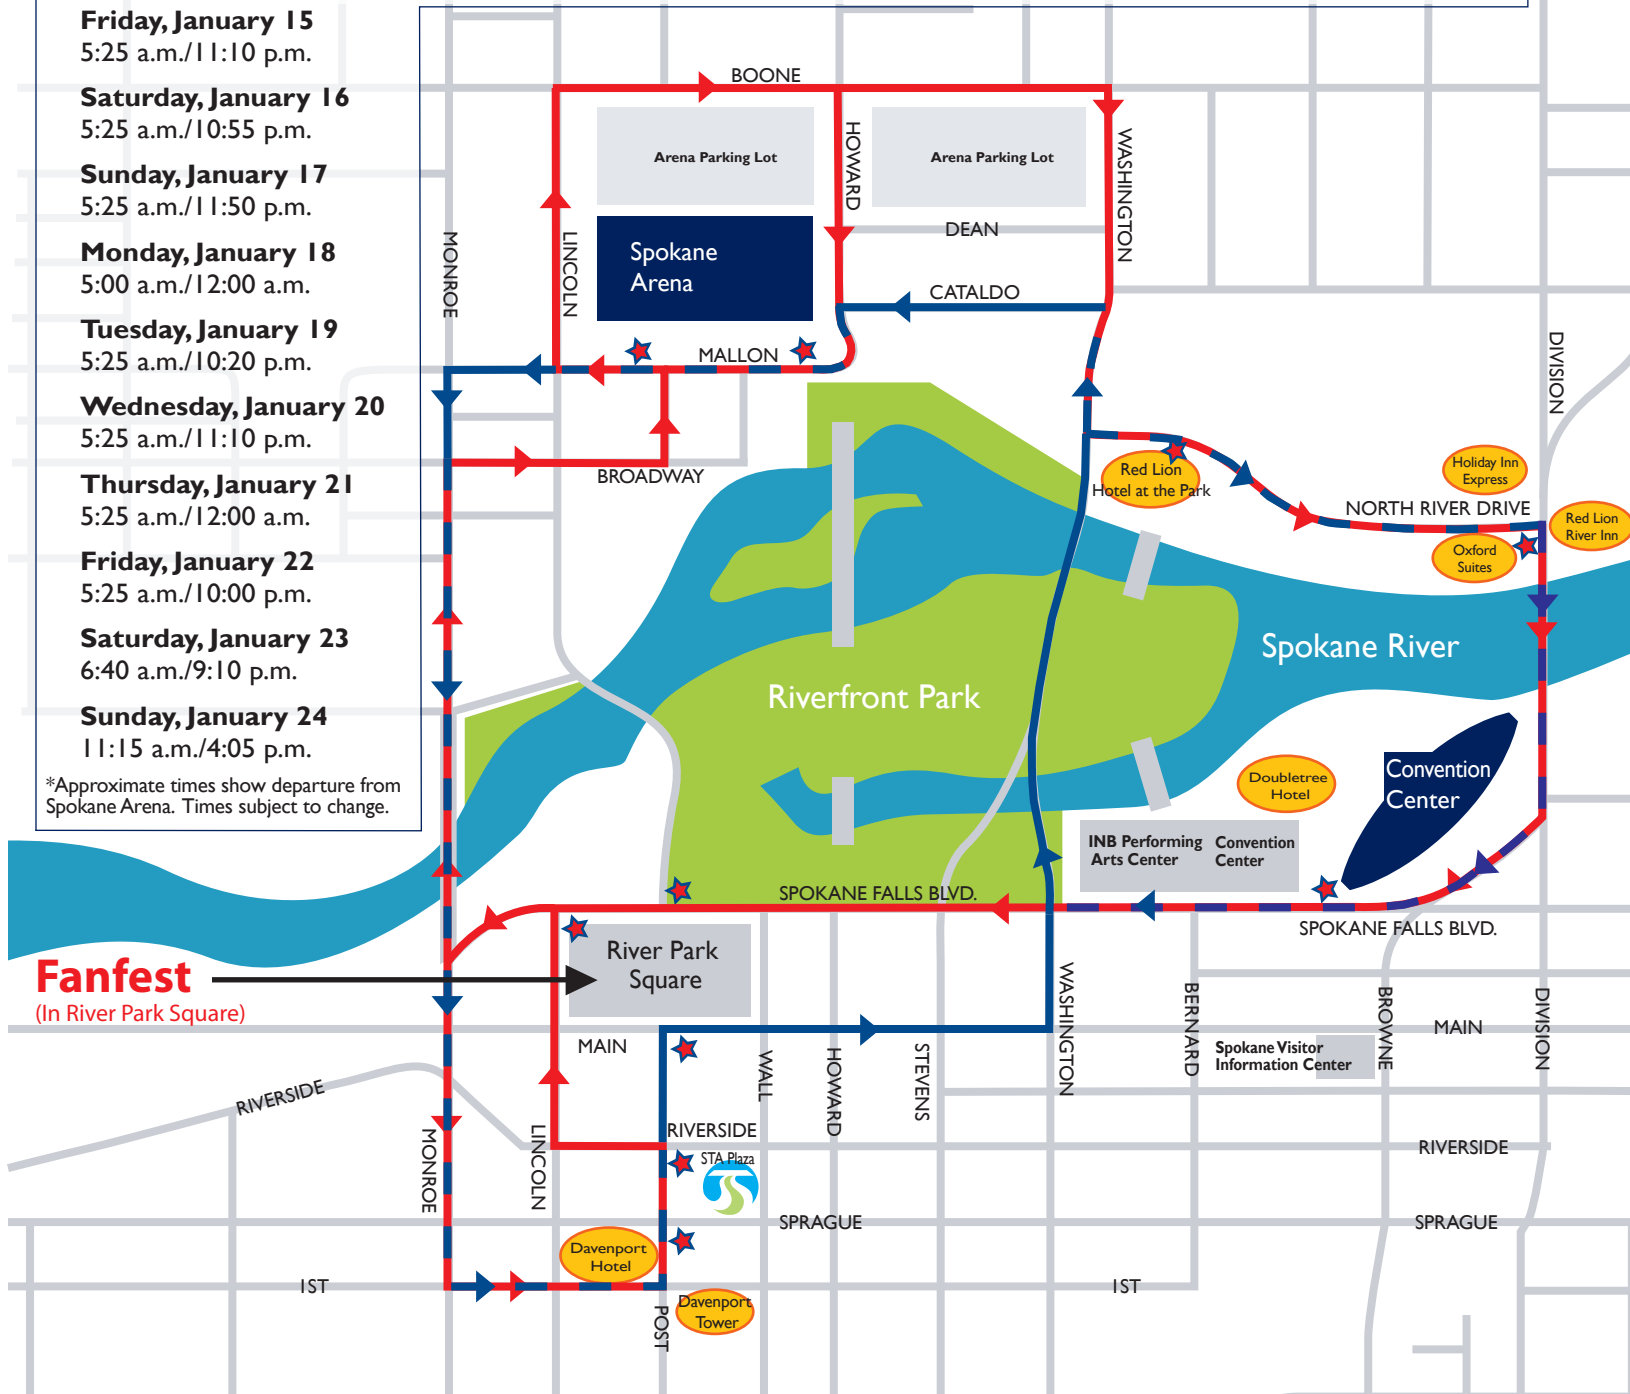 Friday, January 15
5:25 a.m./11:10 p.m.
Saturday, January 16
5:25 a.m./10:55 p.m.
Sunday, January 17
5:25 a.m./11:50 p.m.
Monday, January 18
5:00 a.m./12:00 a.m.
Tuesday, January 19
5:25 a.m./10:20 p.m.
Wednesday, January 20
5:25 a.m./11:10 p.m.
Thursday, January 21
5:25 a.m./12:00 a.m.
Friday, January 22
5:25 a.m./10:00 p.m.
Saturday, January 23
6:40 a.m./9:10 p.m.
Sunday, January 24
11:15 a.m./4:05 p.m.
*Approximate times show departure from
Spokane Arena. Times subject to change.
BOONE
Arena Parking Lot
HOWARD
Arena Parking Lot
WASHINGTON
DEAN
MONROE
LINCOLN
Spokane
Arena
CATALDO
MALLON
DIVISION
BROADWAY
Red Lion
Hotel at the Park
Holiday Inn
Express
NORTH RIVER DRIVE
Red Lion
River Inn
Oxford
Suites
Spokane River
Riverfront Park
Doubletree
Hotel
Convention
Center
INB Performing
Arts Center
Convention
Center
SPOKANE FALLS BLVD.
SPOKANE FALLS BLVD.
River Park
Square
Fanfest
(In River Park Square)
WASHINGTON
BERNARD
BROWNE
DIVISION
MAIN
MAIN
WALL
HOWARD
STEVENS
Spokane Visitor
Information Center
RIVERSIDE
MONROE
LINCOLN
RIVERSIDE
RIVERSIDE
STA Plaza
SPRAGUE
SPRAGUE
Davenport
Hotel
1ST
1ST
Davenport
Tower
POST